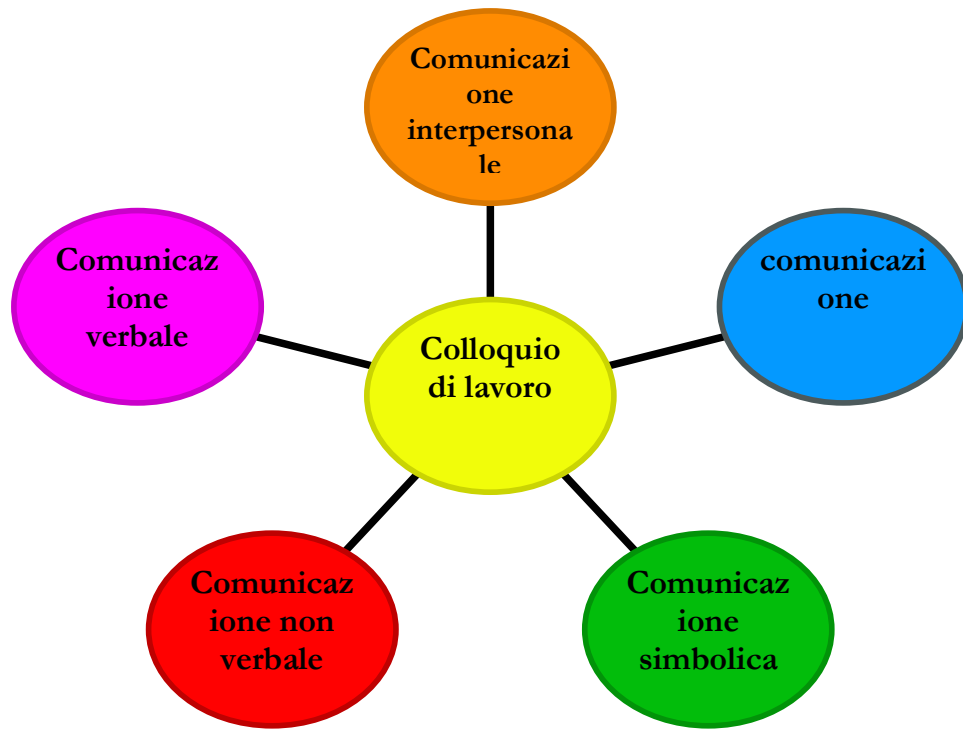 Comunicazi
one
interpersona
le
comunicazi
one
Comunicaz
ione
simbolica
Comunicaz
ione non
verbale
Comunicaz
ione
verbale
Colloquio
di lavoro